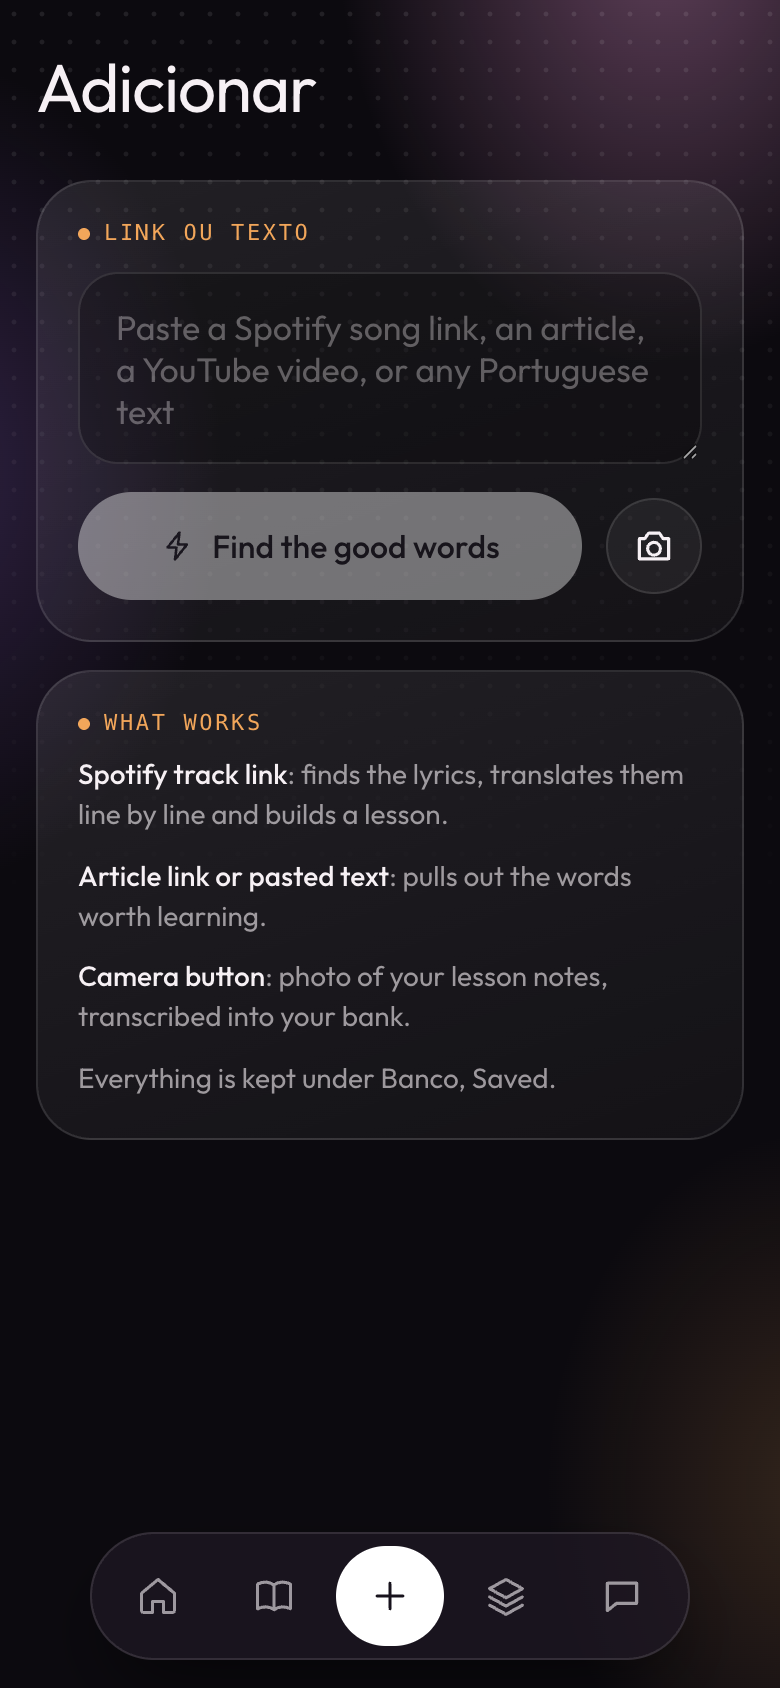 Adicionar
LINK OU TEXTO
Paste a Spotify song link, an article,
a YouTube video, or any Portuguese
text
Find the good words
WHAT WORKS
Spotify track link: finds the lyrics, translates them
line by line and builds a lesson.
Article link or pasted text: pulls out the words
worth learning.
Camera button: photo of your lesson notes,
transcribed into your bank.
Everything is kept under Banco, Saved.